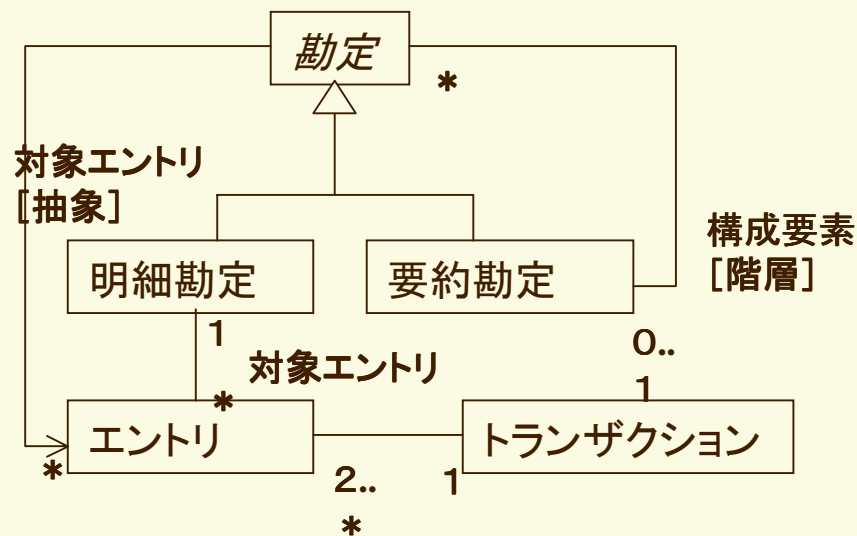 勘定
*
対象エントリ
[抽象]
構成要素
[階層]
明細勘定
要約勘定
1
0..
1
対象エントリ
*
エントリ
トランザクション
*
2..
*
1